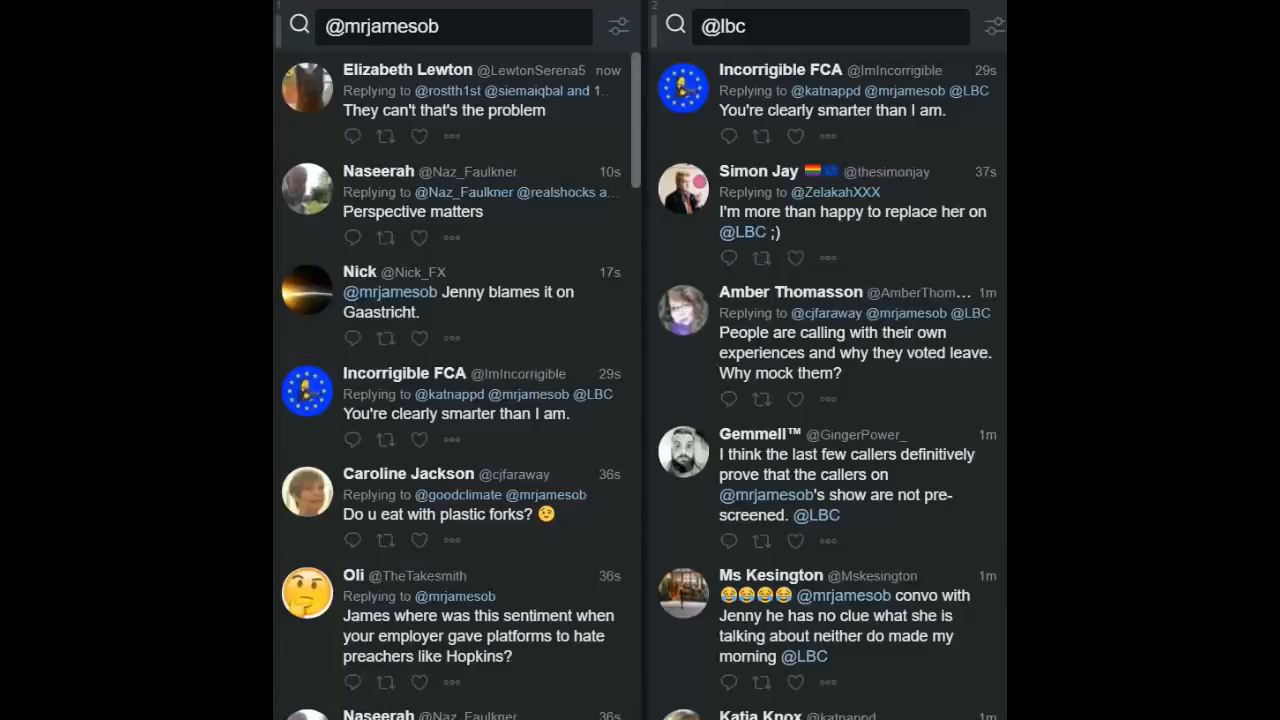 1
@mrjamesob
Elizabeth Lewton @LewtonSerena5 now
Replying to @rostth1st @siemaiqbal and 1...
They can't that's the problem
Naseerah @Naz_Faulkner 10s
Replying to @Naz_Faulkner @realshocks a...
Perspective matters
Nick @Nick_FX 17s
@mrjamesob Jenny blames it on
Gaastricht.
Incorrigible FCA @ImIncorrigible 29s
Replying to @katnappd @mrjamesob @LBC
You're clearly smarter than I am.
Caroline Jackson @cjfaraway 36s
Replying to @goodclimate @mrjamesob
Do u eat with plastic forks? 😉
Oli @TheTakesmith 36s
Replying to @mrjamesob
James where was this sentiment when
your employer gave platforms to hate
preachers like Hopkins?
Naseerah @Naz_Faulkner 36s
2
@lbc
Incorrigible FCA @ImIncorrigible 29s
Replying to @katnappd @mrjamesob @LBC
You're clearly smarter than I am.
Simon Jay 🏳️‍🌈 🇪🇺 @thesimonjay 37s
Replying to @ZelakahXXX
I'm more than happy to replace her on
@LBC ;)
Amber Thomasson @AmberThom... 1m
Replying to @cjfaraway @mrjamesob @LBC
People are calling with their own
experiences and why they voted leave.
Why mock them?
Gemmell™ @GingerPower_ 1m
I think the last few callers definitively
prove that the callers on
@mrjamesob's show are not pre-
screened. @LBC
Ms Kesington @Mskesington 1m
😂😂😂😂 @mrjamesob convo with
Jenny he has no clue what she is
talking about neither do made my
morning @LBC
Katia Knox @katnappd 1m